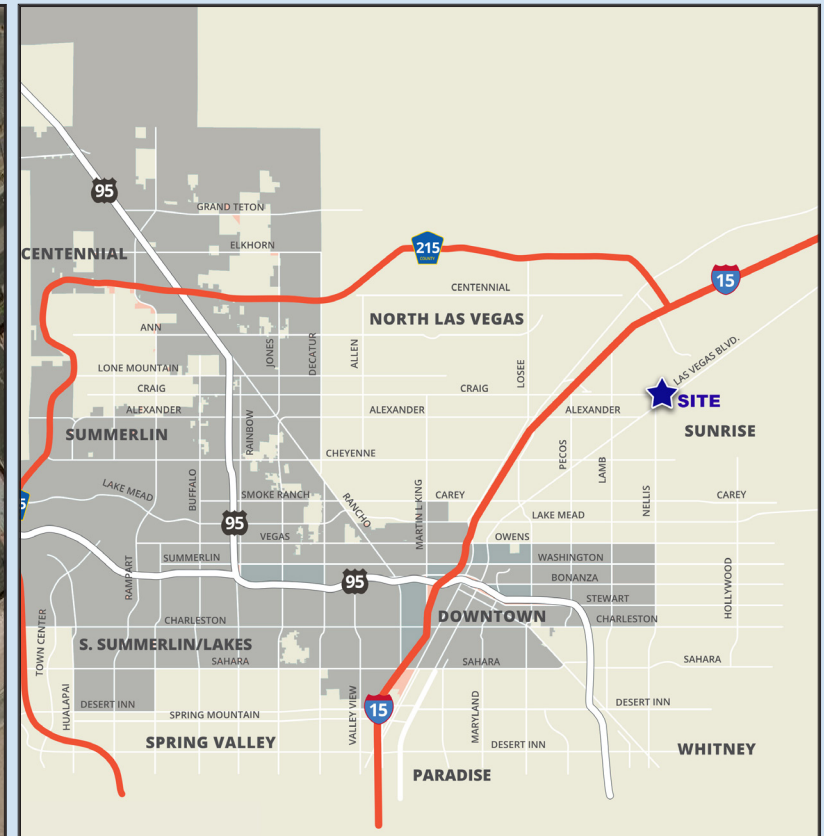 95
GRAND TETON
CENTENNIAL
ELKHORN
215
COUNTY
15
CENTENNIAL
NORTH LAS VEGAS
ANN
JONES
DECATUR
ALLEN
LOSEE
LAS VEGAS BLVD.
LONE MOUNTAIN
CRAIG
CRAIG
SITE
ALEXANDER
ALEXANDER
ALEXANDER
SUMMERLIN
RAINBOW
SUNRISE
CHEYENNE
PECOS
LAMB
LAKE MEAD
BUFFALO
SMOKE RANCH
RANCHO
MARTIN L KING
CAREY
NELLIS
CAREY
5
95
LAKE MEAD
VEGAS
OWENS
SUMMERLIN
WASHINGTON
RAMPART
95
BONANZA
HOLLYWOOD
STEWART
CHARLESTON
DOWNTOWN
CHARLESTON
TOWN CENTER
S. SUMMERLIN/LAKES
SAHARA
SAHARA
SAHARA
HUALAPAI
DESERT INN
VALLEY VIEW
15
MARYLAND
DESERT INN
SPRING MOUNTAIN
SPRING VALLEY
DESERT INN
WHITNEY
PARADISE